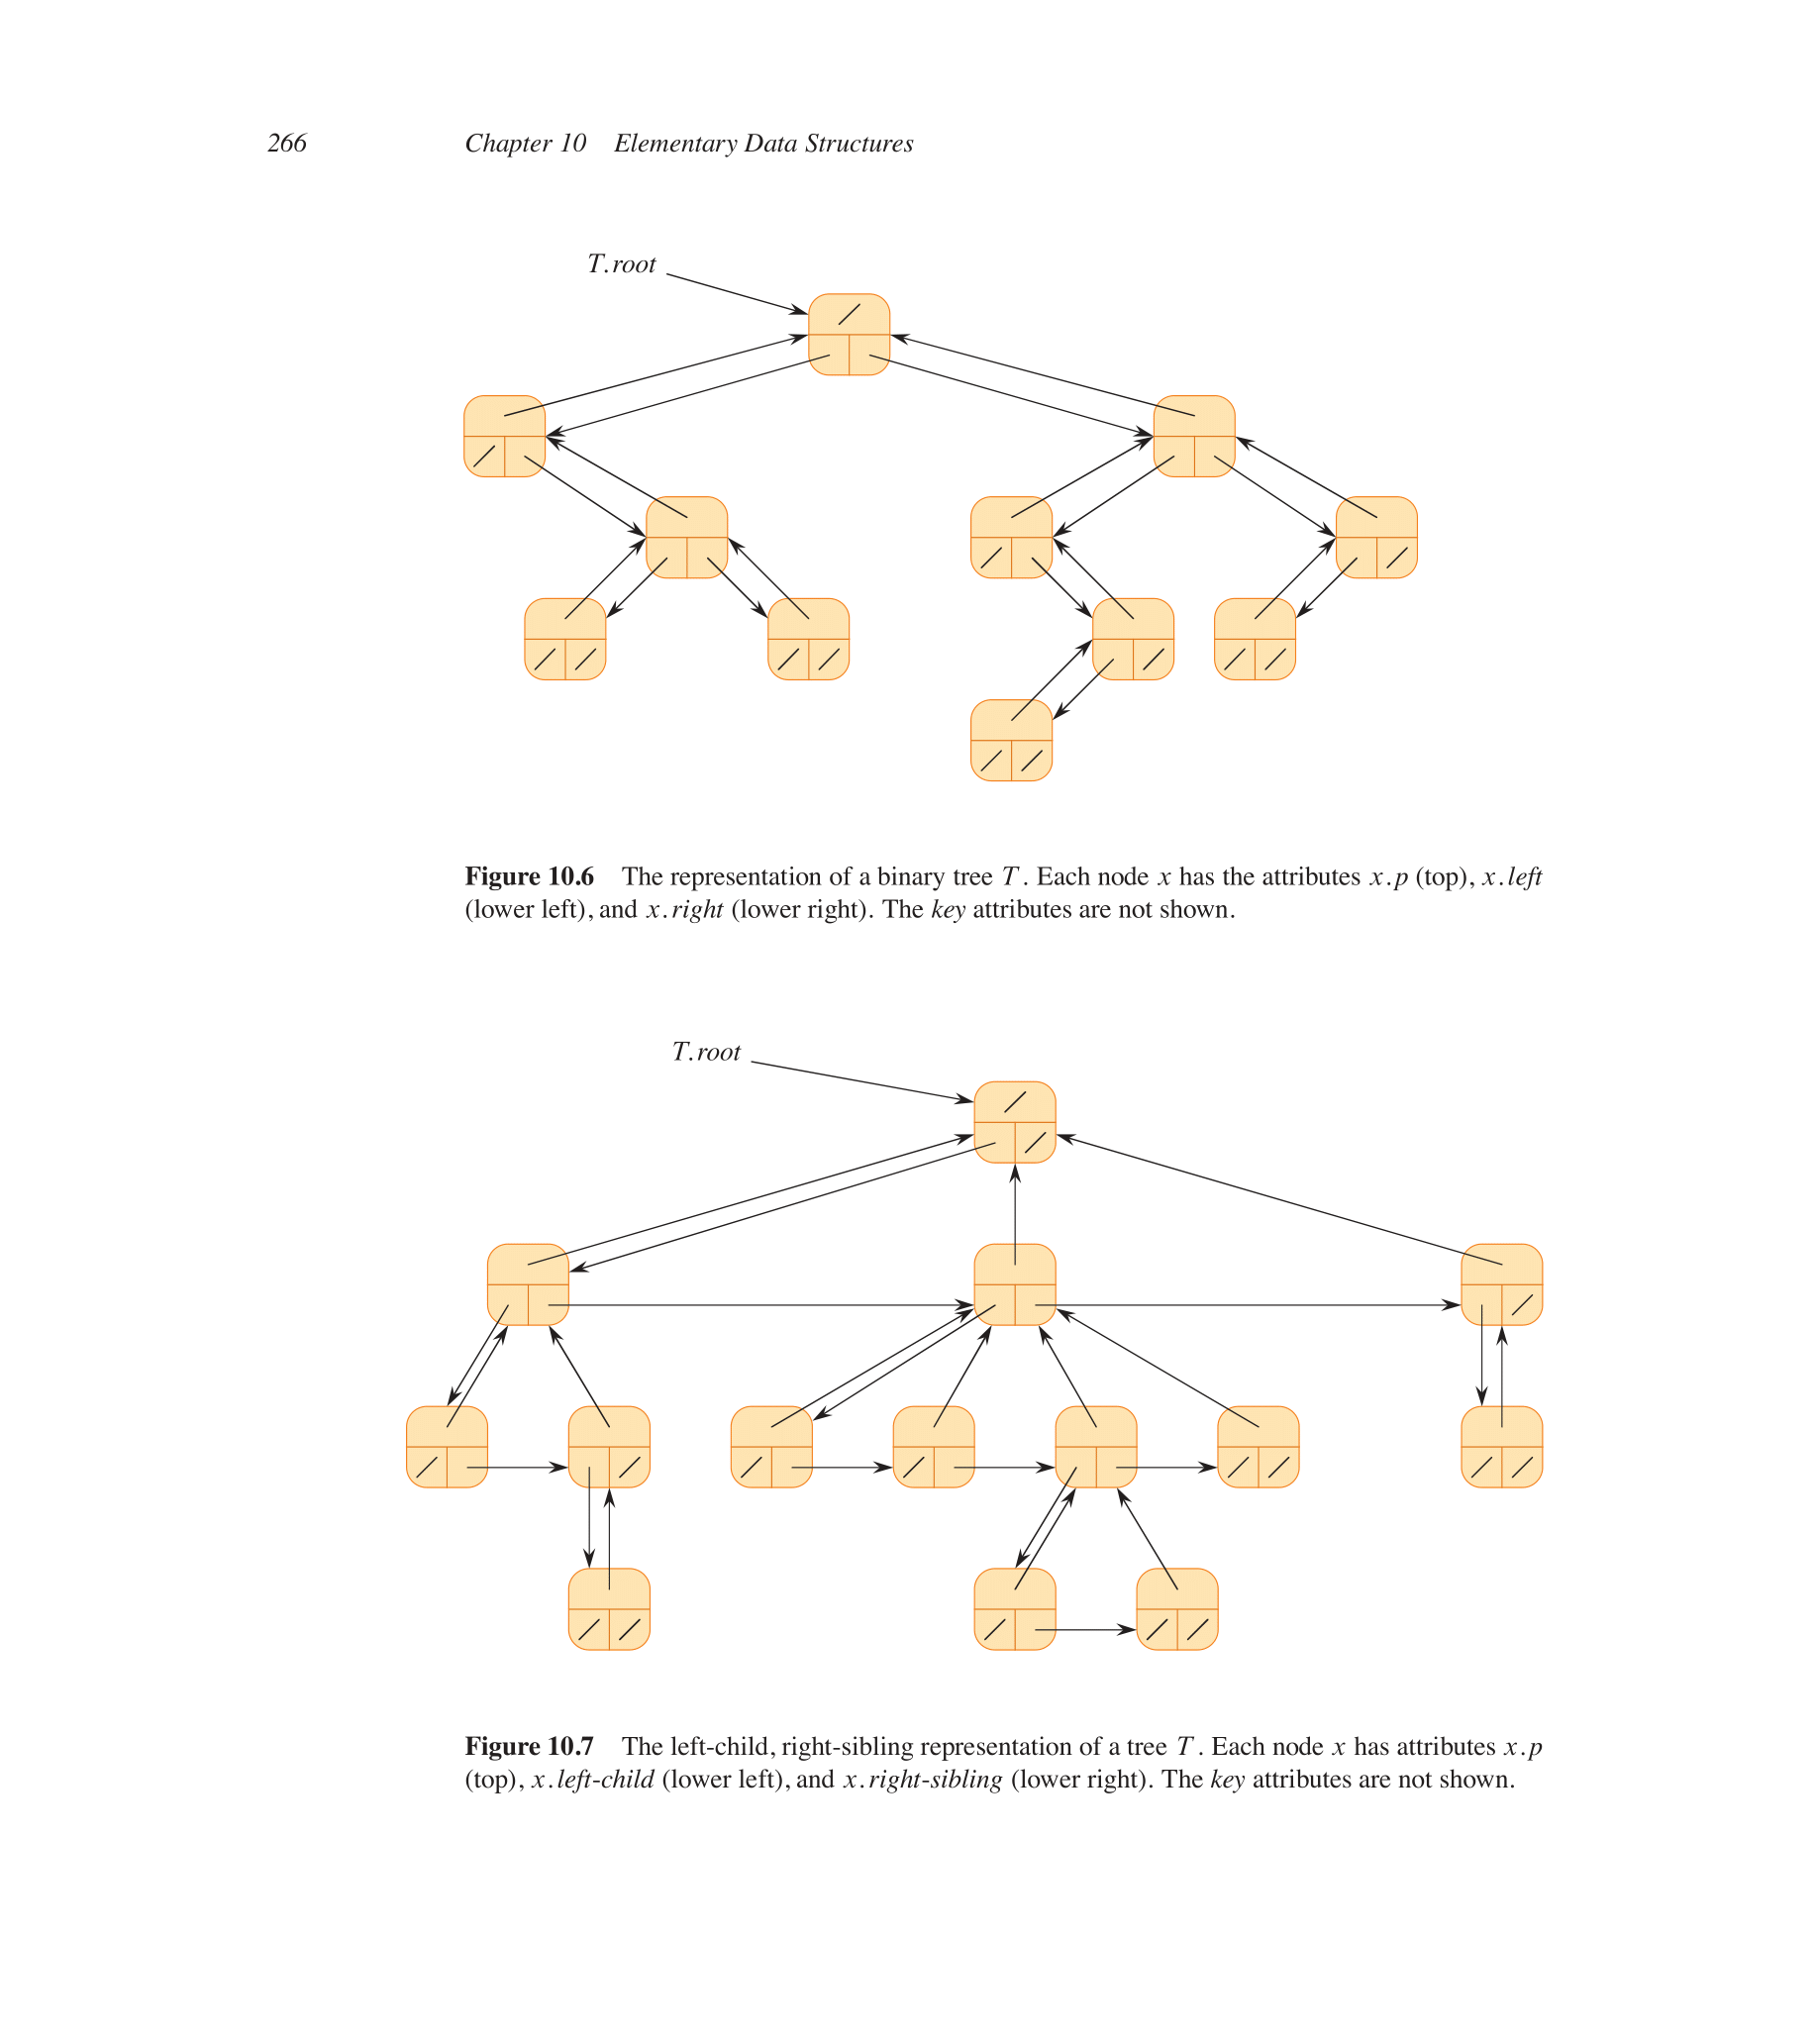 266 Chapter 10 Elementary Data Structures
T.root
Figure 10.6 The representation of a binary tree T. Each node x has the attributes x.p (top), x.left
(lower left), and x.right (lower right). The key attributes are not shown.
T.root
Figure 10.7 The left-child, right-sibling representation of a tree T. Each node x has attributes x.p
(top), x.left-child (lower left), and x.right-sibling (lower right). The key attributes are not shown.